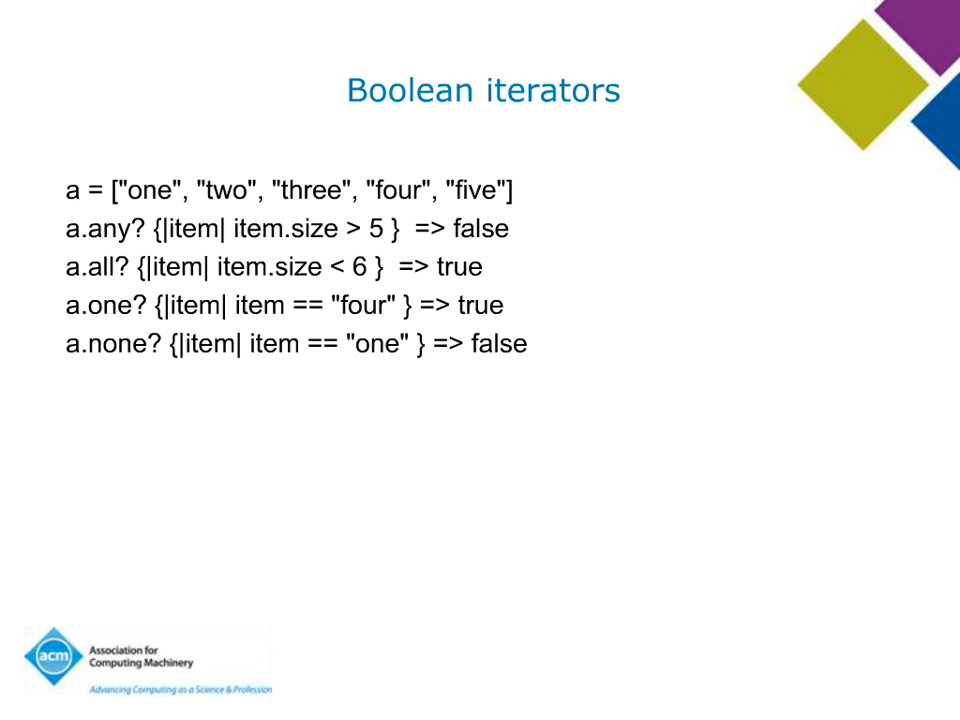 Boolean iterators
a = ["one", "two", "three", "four", "five"]
a.any? {|item| item.size > 5 }  => false
a.all? {|item| item.size < 6 }  => true
a.one? {|item| item == "four" } => true
a.none? {|item| item == "one" } => false
acm
Association for
Computing Machinery
Advancing Computing as a Science & Profession